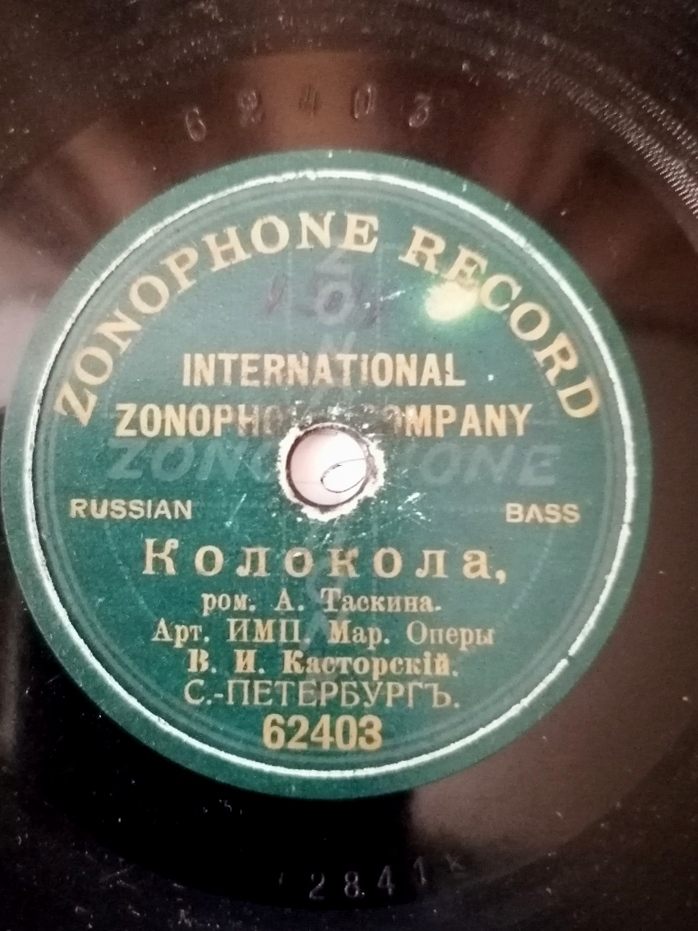 62403
ZONOPHONE RECORD
INTERNATIONAL
ZONOPHONE COMPANY
ZONOPHONE
RUSSIAN BASS
Колокола,
ром. А. Таскина.
Арт. ИМП. Мар. Оперы
В. И. Касторскій.
С.-ПЕТЕРБУРГЪ.
62403
2841